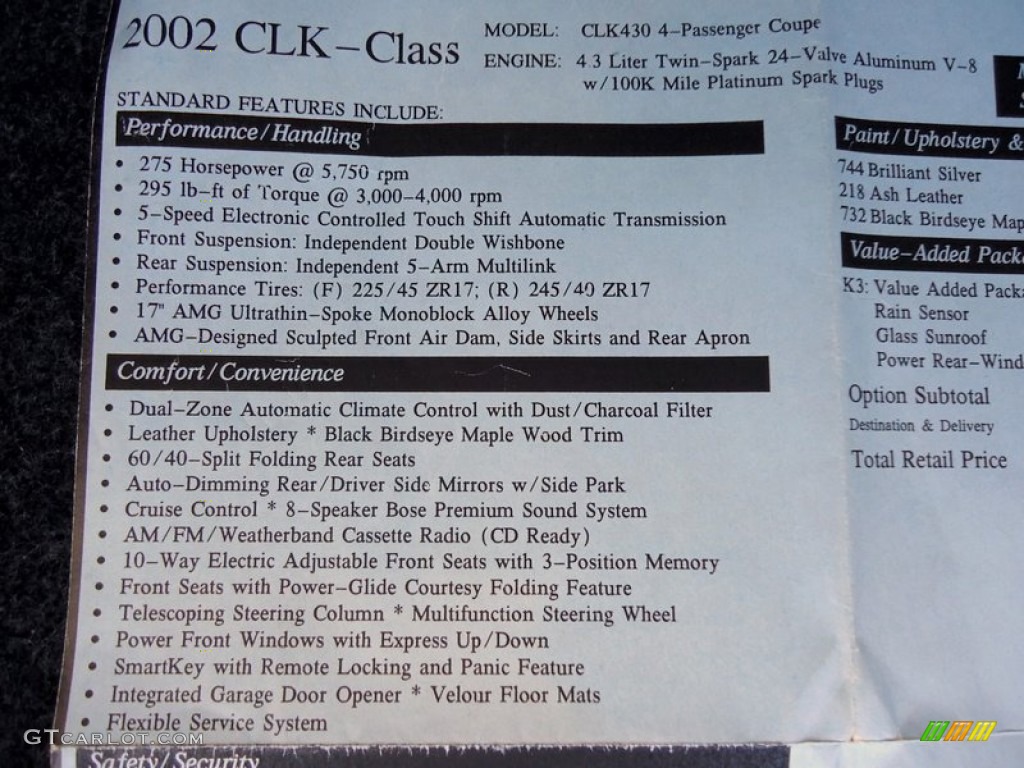 2002 CLK-Class
MODEL: CLK430 4-Passenger Coupe
ENGINE: 4.3 Liter Twin-Spark 24-Valve Aluminum V-8
w/100K Mile Platinum Spark Plugs
STANDARD FEATURES INCLUDE:
Performance/Handling
• 275 Horsepower @ 5,750 rpm
• 295 lb-ft of Torque @ 3,000-4,000 rpm
• 5-Speed Electronic Controlled Touch Shift Automatic Transmission
• Front Suspension: Independent Double Wishbone
• Rear Suspension: Independent 5-Arm Multilink
• Performance Tires: (F) 225/45 ZR17; (R) 245/40 ZR17
• 17" AMG Ultrathin-Spoke Monoblock Alloy Wheels
• AMG-Designed Sculpted Front Air Dam, Side Skirts and Rear Apron
Comfort/Convenience
• Dual-Zone Automatic Climate Control with Dust/Charcoal Filter
• Leather Upholstery * Black Birdseye Maple Wood Trim
• 60/40-Split Folding Rear Seats
• Auto-Dimming Rear/Driver Side Mirrors w/Side Park
• Cruise Control * 8-Speaker Bose Premium Sound System
• AM/FM/Weatherband Cassette Radio (CD Ready)
• 10-Way Electric Adjustable Front Seats with 3-Position Memory
• Front Seats with Power-Glide Courtesy Folding Feature
• Telescoping Steering Column * Multifunction Steering Wheel
• Power Front Windows with Express Up/Down
• SmartKey with Remote Locking and Panic Feature
• Integrated Garage Door Opener * Velour Floor Mats
• Flexible Service System
Safety/Security
Paint/Upholstery &
744 Brilliant Silver
218 Ash Leather
732 Black Birdseye Map
Value-Added Packa
K3: Value Added Packa
Rain Sensor
Glass Sunroof
Power Rear-Wind
Option Subtotal
Destination & Delivery
Total Retail Price
GTCARLOT.COM